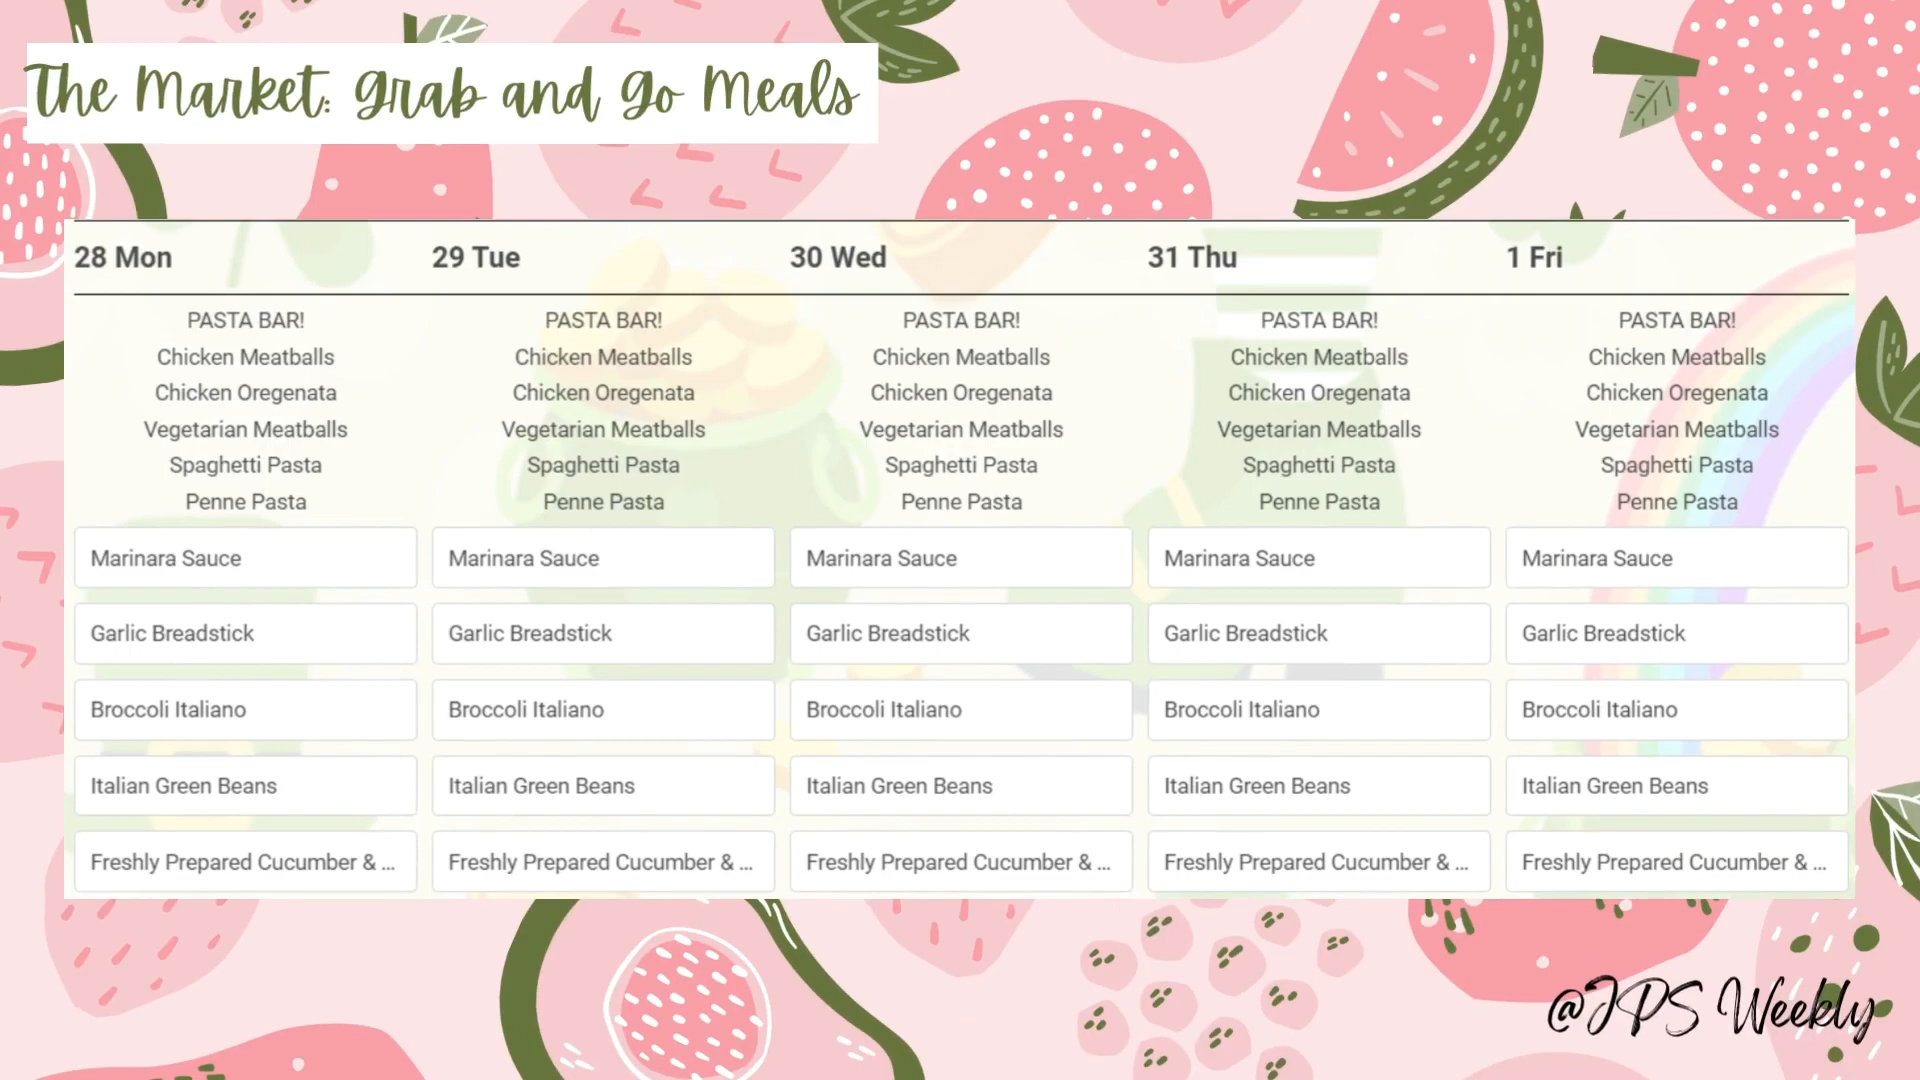 The Market: Grab and Go Meals
28 Mon
29 Tue
30 Wed
31 Thu
1 Fri
PASTA BAR!
Chicken Meatballs
Chicken Oregenata
Vegetarian Meatballs
Spaghetti Pasta
Penne Pasta
Marinara Sauce
Garlic Breadstick
Broccoli Italiano
Italian Green Beans
Freshly Prepared Cucumber & ...
PASTA BAR!
Chicken Meatballs
Chicken Oregenata
Vegetarian Meatballs
Spaghetti Pasta
Penne Pasta
Marinara Sauce
Garlic Breadstick
Broccoli Italiano
Italian Green Beans
Freshly Prepared Cucumber & ...
PASTA BAR!
Chicken Meatballs
Chicken Oregenata
Vegetarian Meatballs
Spaghetti Pasta
Penne Pasta
Marinara Sauce
Garlic Breadstick
Broccoli Italiano
Italian Green Beans
Freshly Prepared Cucumber & ...
PASTA BAR!
Chicken Meatballs
Chicken Oregenata
Vegetarian Meatballs
Spaghetti Pasta
Penne Pasta
Marinara Sauce
Garlic Breadstick
Broccoli Italiano
Italian Green Beans
Freshly Prepared Cucumber & ...
PASTA BAR!
Chicken Meatballs
Chicken Oregenata
Vegetarian Meatballs
Spaghetti Pasta
Penne Pasta
Marinara Sauce
Garlic Breadstick
Broccoli Italiano
Italian Green Beans
Freshly Prepared Cucumber & ...
@JPS Weekly